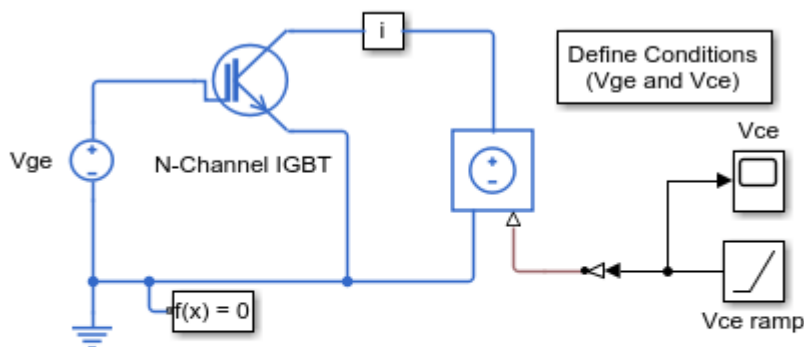 i
Define Conditions
(Vge and Vce)
Vce
Vge
N-Channel IGBT
f(x) = 0
Vce ramp